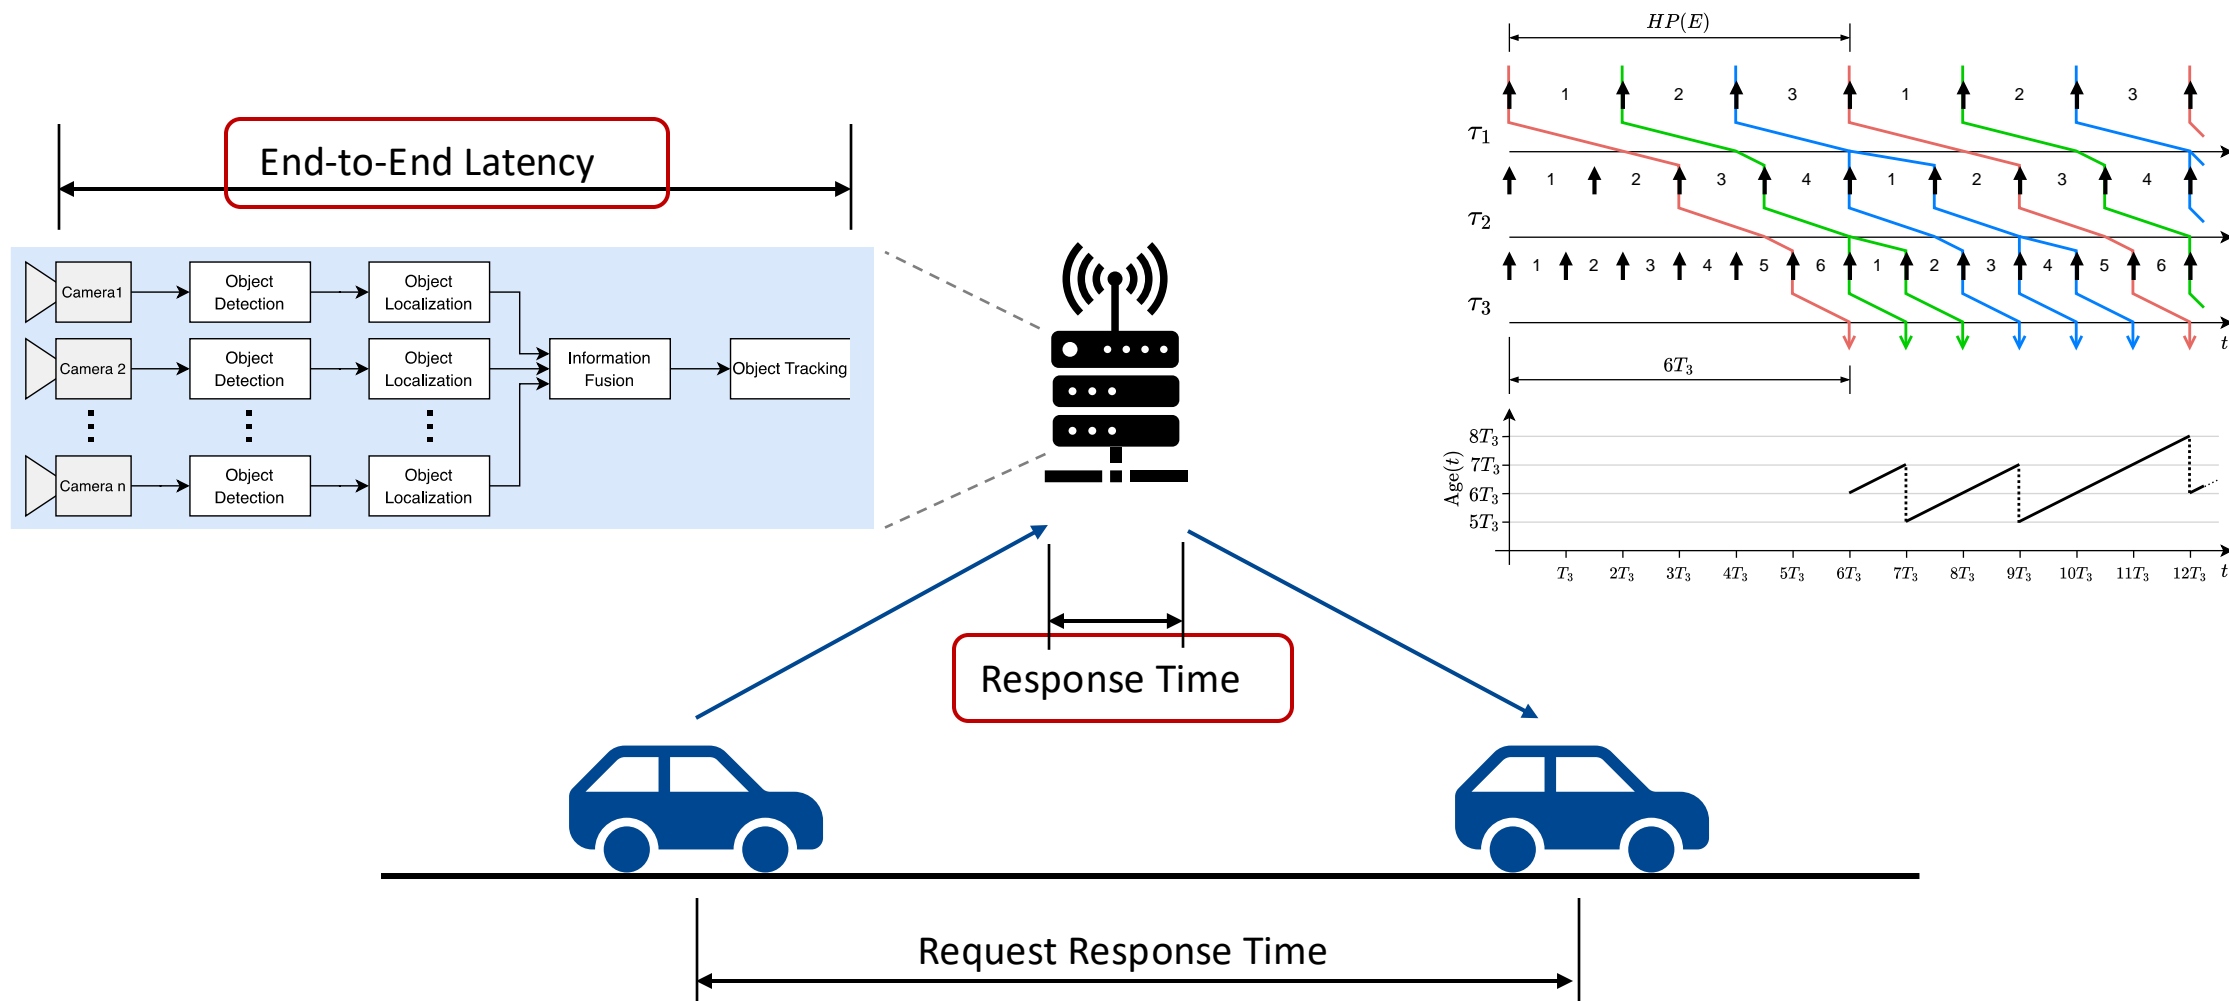 End-to-End Latency
Camera1
Object
Detection
Object
Localization
Camera 2
Object
Detection
Object
Localization
Information
Fusion
Object Tracking
Camera n
Object
Detection
Object
Localization
Response Time
Request Response Time
HP(E)
1 2 3 1 2 3
τ1
1 2 3 4 1 2 3 4
τ2
1 2 3 4 5 6 1 2 3 4 5 6
τ3
t
6T3
Age(t)
8T3
7T3
6T3
5T3
T3 2T3 3T3 4T3 5T3 6T3 7T3 8T3 9T3 10T3 11T3 12T3 t